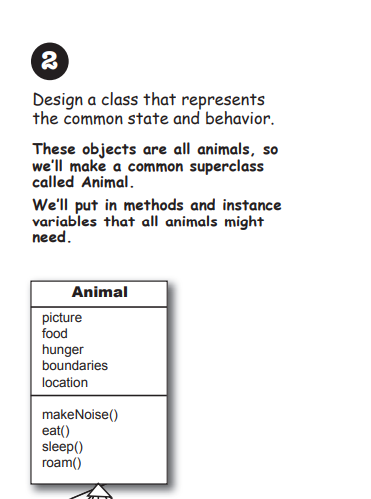 2
Design a class that represents
the common state and behavior.
These objects are all animals, so
we'll make a common superclass
called Animal.
We'll put in methods and instance
variables that all animals might
need.
Animal
picture
food
hunger
boundaries
location
makeNoise()
eat()
sleep()
roam()